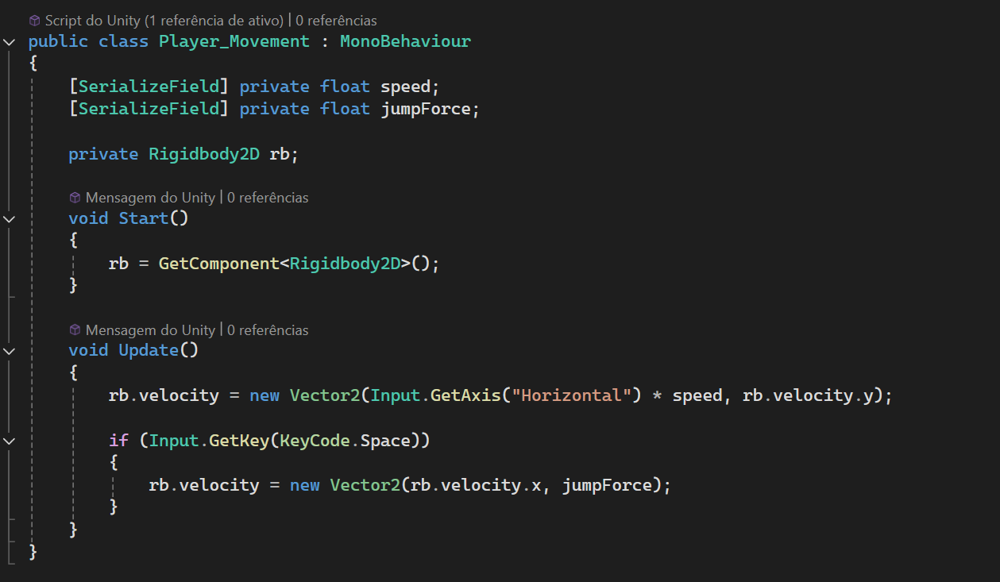 Script do Unity (1 referência de ativo) | 0 referências
public class Player_Movement : MonoBehaviour
{
[SerializeField] private float speed;
[SerializeField] private float jumpForce;
private Rigidbody2D rb;
Mensagem do Unity | 0 referências
void Start()
{
rb = GetComponent<Rigidbody2D>();
}
Mensagem do Unity | 0 referências
void Update()
{
rb.velocity = new Vector2(Input.GetAxis("Horizontal") * speed, rb.velocity.y);
if (Input.GetKey(KeyCode.Space))
{
rb.velocity = new Vector2(rb.velocity.x, jumpForce);
}
}
}